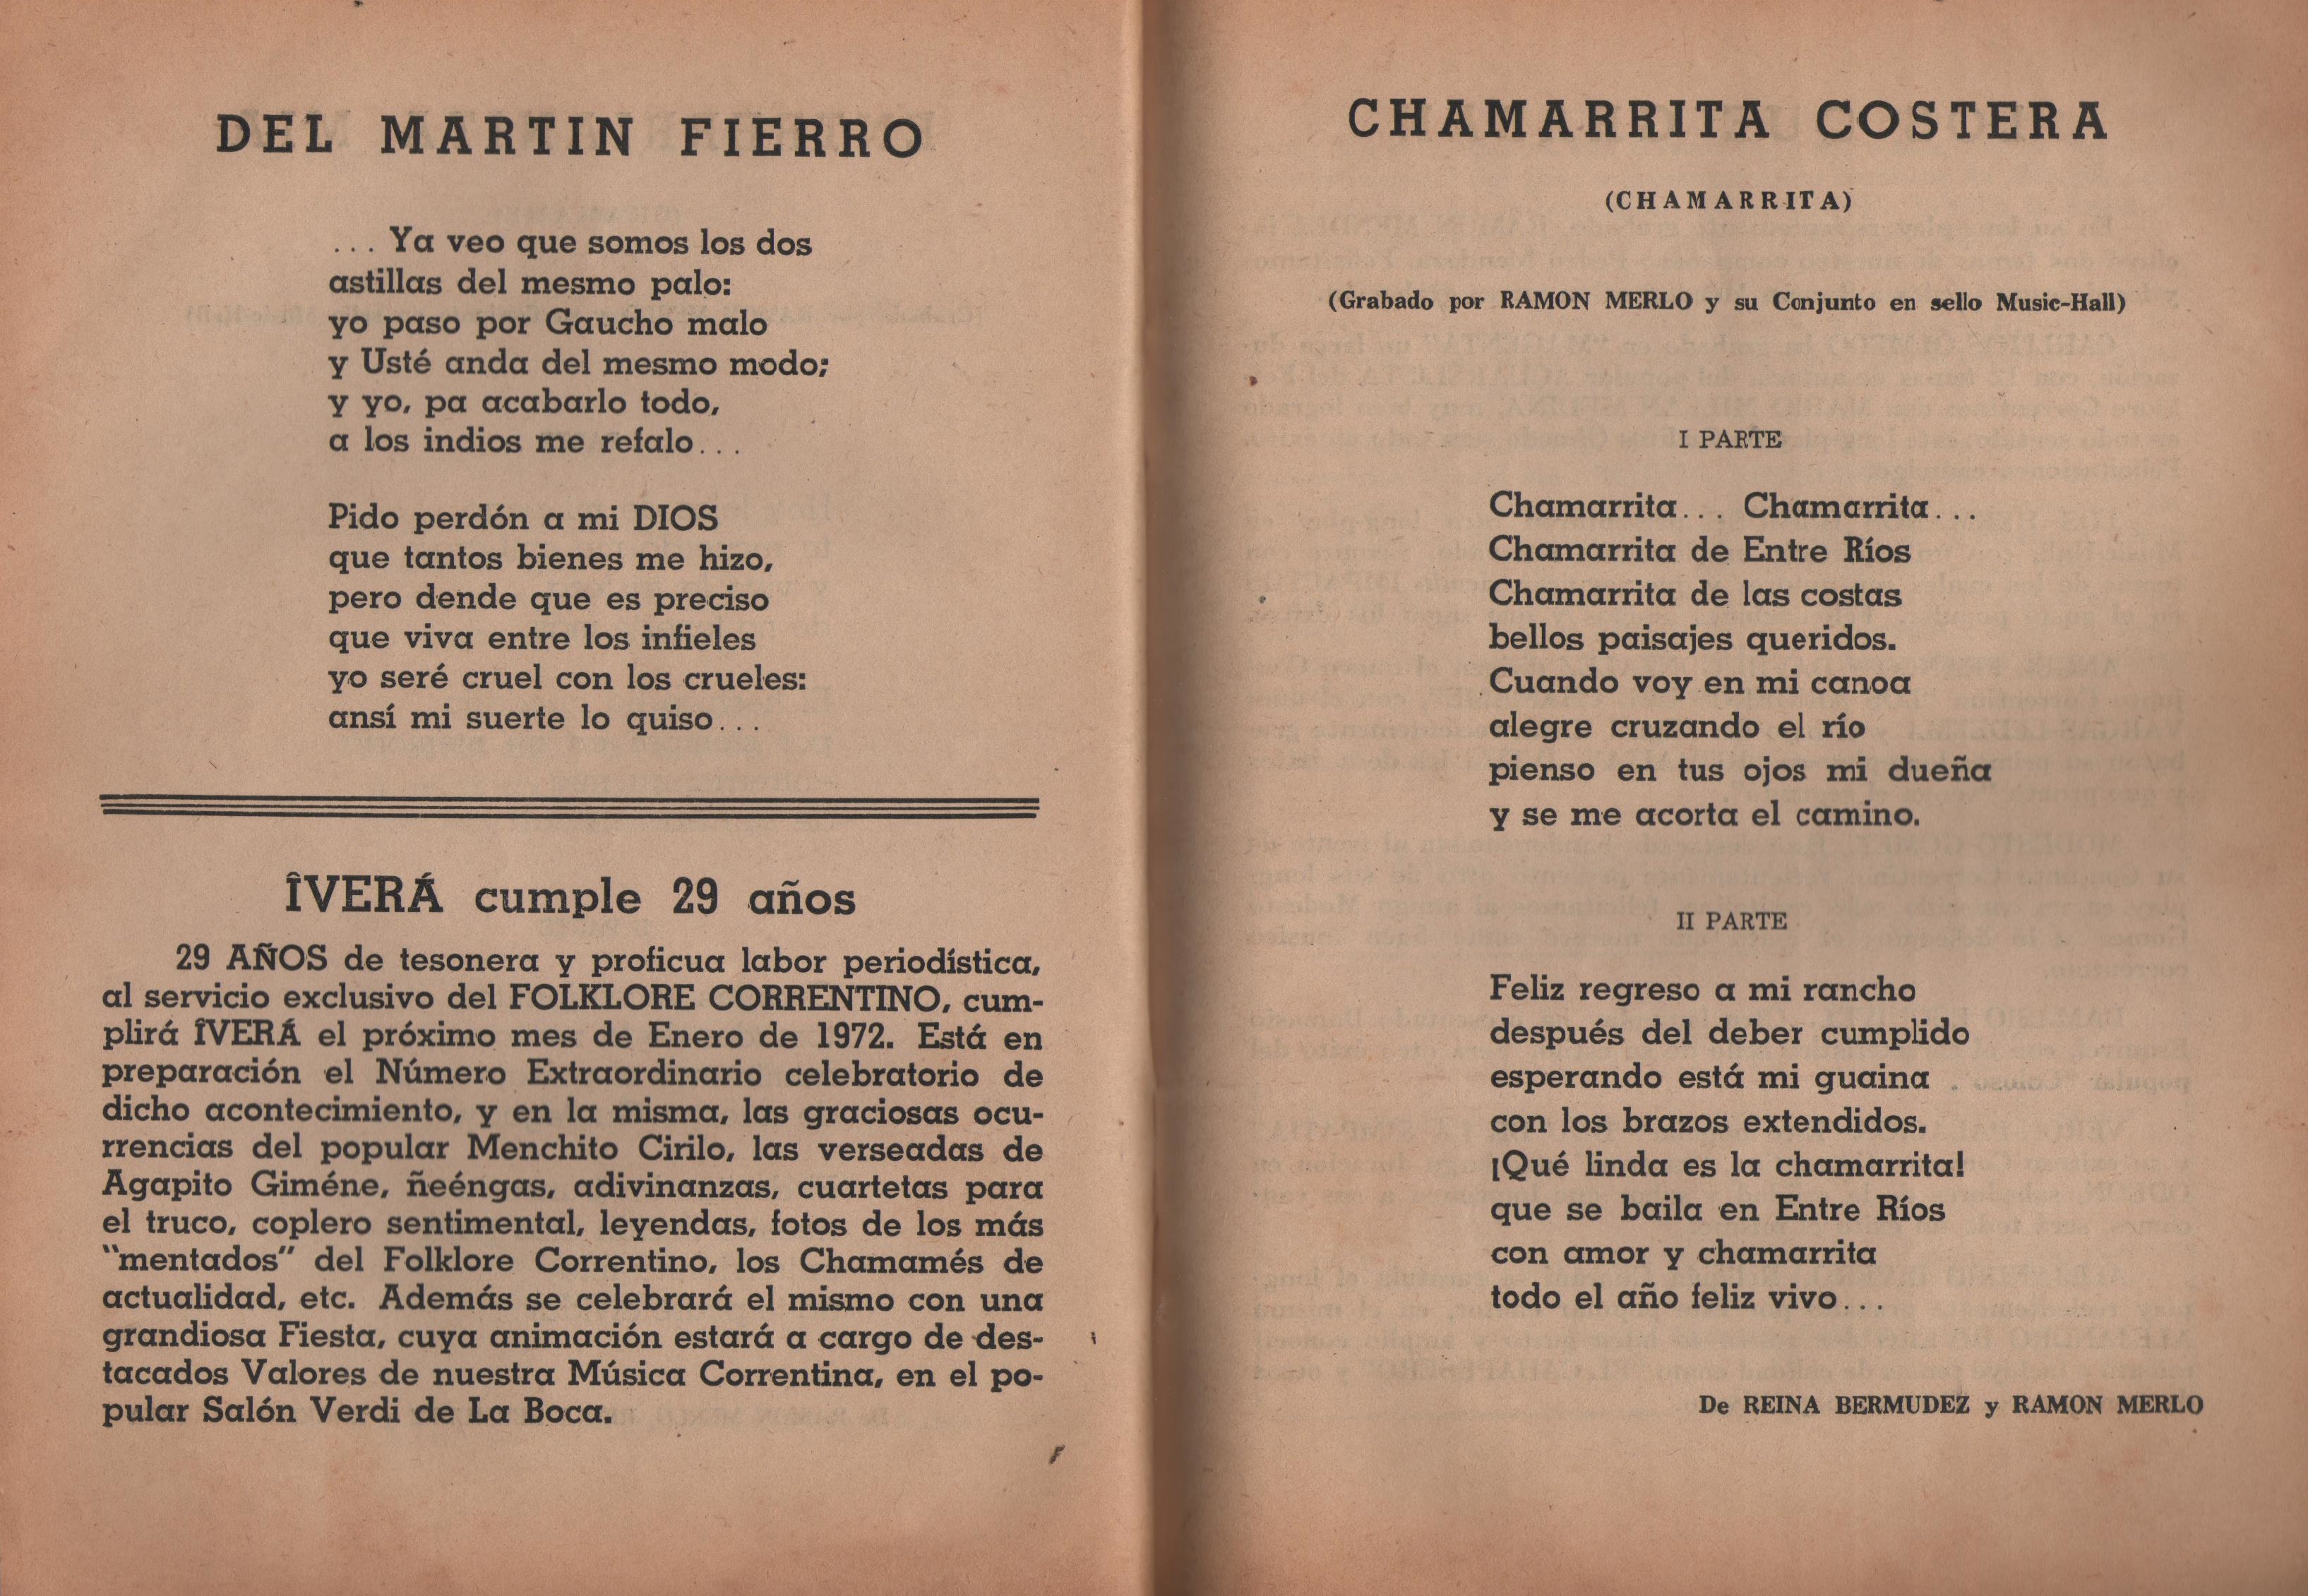 DEL MARTIN FIERRO
... Ya veo que somos los dos
astillas del mesmo palo:
yo paso por Gaucho malo
y Usté anda del mesmo modo;
y yo, pa acabarlo todo,
a los indios me refalo...
Pido perdón a mi DIOS
que tantos bienes me hizo,
pero dende que es preciso
que viva entre los infieles
yo seré cruel con los crueles:
ansí mi suerte lo quiso...
ÎVERÁ cumple 29 años
29 AÑOS de tesonera y proficua labor periodística,
al servicio exclusivo del FOLKLORE CORRENTINO, cum-
plirá ÎVERÁ el próximo mes de Enero de 1972. Está en
preparación el Número Extraordinario celebratorio de
dicho acontecimiento, y en la misma, las graciosas ocu-
rrencias del popular Menchito Cirilo, las verseadas de
Agapito Giméne, ñeéngas, adivinanzas, cuartetas para
el truco, coplero sentimental, leyendas, fotos de los más
"mentados" del Folklore Correntino, los Chamamés de
actualidad, etc. Además se celebrará el mismo con una
grandiosa Fiesta, cuya animación estará a cargo de des-
tacados Valores de nuestra Música Correntina, en el po-
pular Salón Verdi de La Boca.
CHAMARRITA COSTERA
(CHAMARRITA)
(Grabado por RAMON MERLO y su Conjunto en sello Music-Hall)
I PARTE
Chamarrita... Chamarrita...
Chamarrita de Entre Ríos
Chamarrita de las costas
bellos paisajes queridos.
Cuando voy en mi canoa
alegre cruzando el río
pienso en tus ojos mi dueña
y se me acorta el camino.
II PARTE
Feliz regreso a mi rancho
después del deber cumplido
esperando está mi guaina
con los brazos extendidos.
¡Qué linda es la chamarrita!
que se baila en Entre Ríos
con amor y chamarrita
todo el año feliz vivo...
De REINA BERMUDEZ y RAMON MERLO